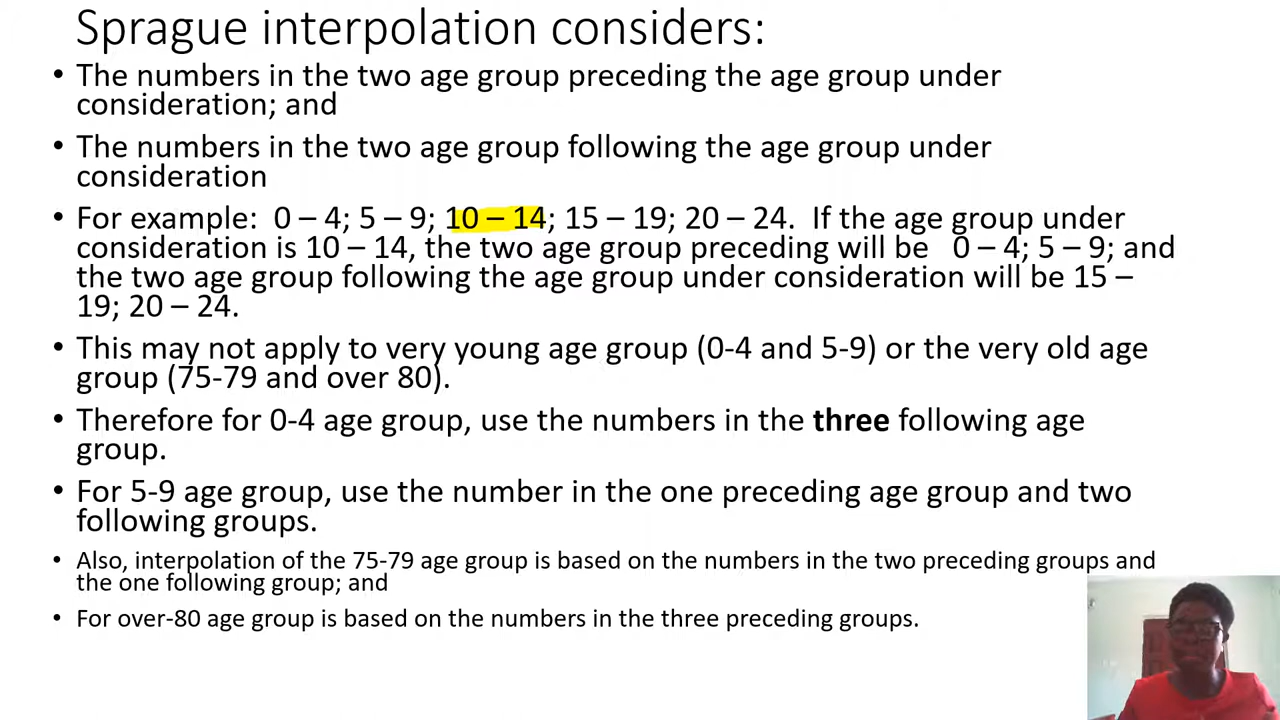 Sprague interpolation considers:
• The numbers in the two age group preceding the age group under
consideration; and
• The numbers in the two age group following the age group under
consideration
• For example: 0 – 4; 5 – 9; 10 – 14; 15 – 19; 20 – 24. If the age group under
consideration is 10 – 14, the two age group preceding will be 0 – 4; 5 – 9; and
the two age group following the age group under consideration will be 15 –
19; 20 – 24.
• This may not apply to very young age group (0-4 and 5-9) or the very old age
group (75-79 and over 80).
• Therefore for 0-4 age group, use the numbers in the three following age
group.
• For 5-9 age group, use the number in the one preceding age group and two
following groups.
• Also, interpolation of the 75-79 age group is based on the numbers in the two preceding groups and
the one following group; and
• For over-80 age group is based on the numbers in the three preceding groups.